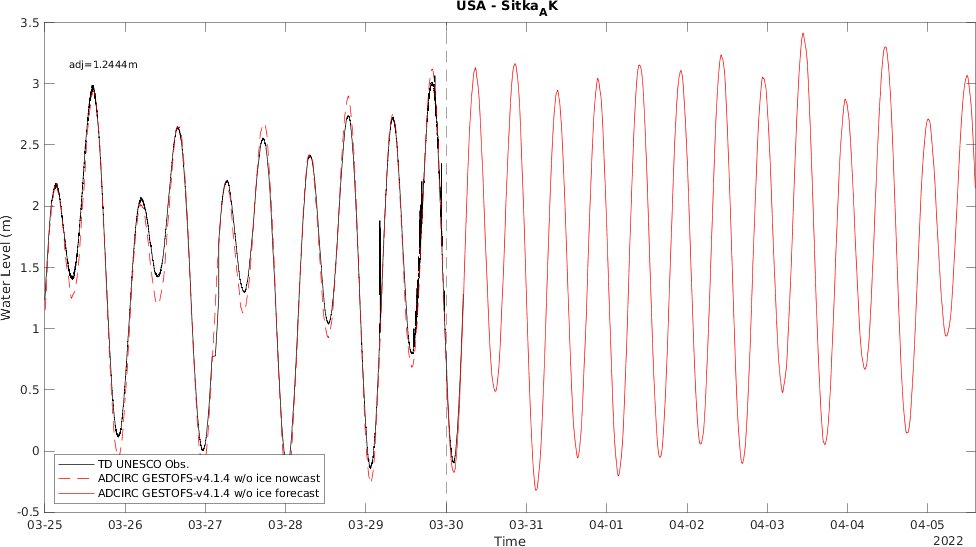 USA - Sitka_AK
adj=1.2444m
3.5
3
2.5
2
1.5
1
0.5
0
-0.5
Water Level (m)
TD UNESCO Obs.
ADCIRC GESTOFS-v4.1.4 w/o ice nowcast
ADCIRC GESTOFS-v4.1.4 w/o ice forecast
03-25 03-26 03-27 03-28 03-29 03-30 03-31 04-01 04-02 04-03 04-04 04-05
Time
2022